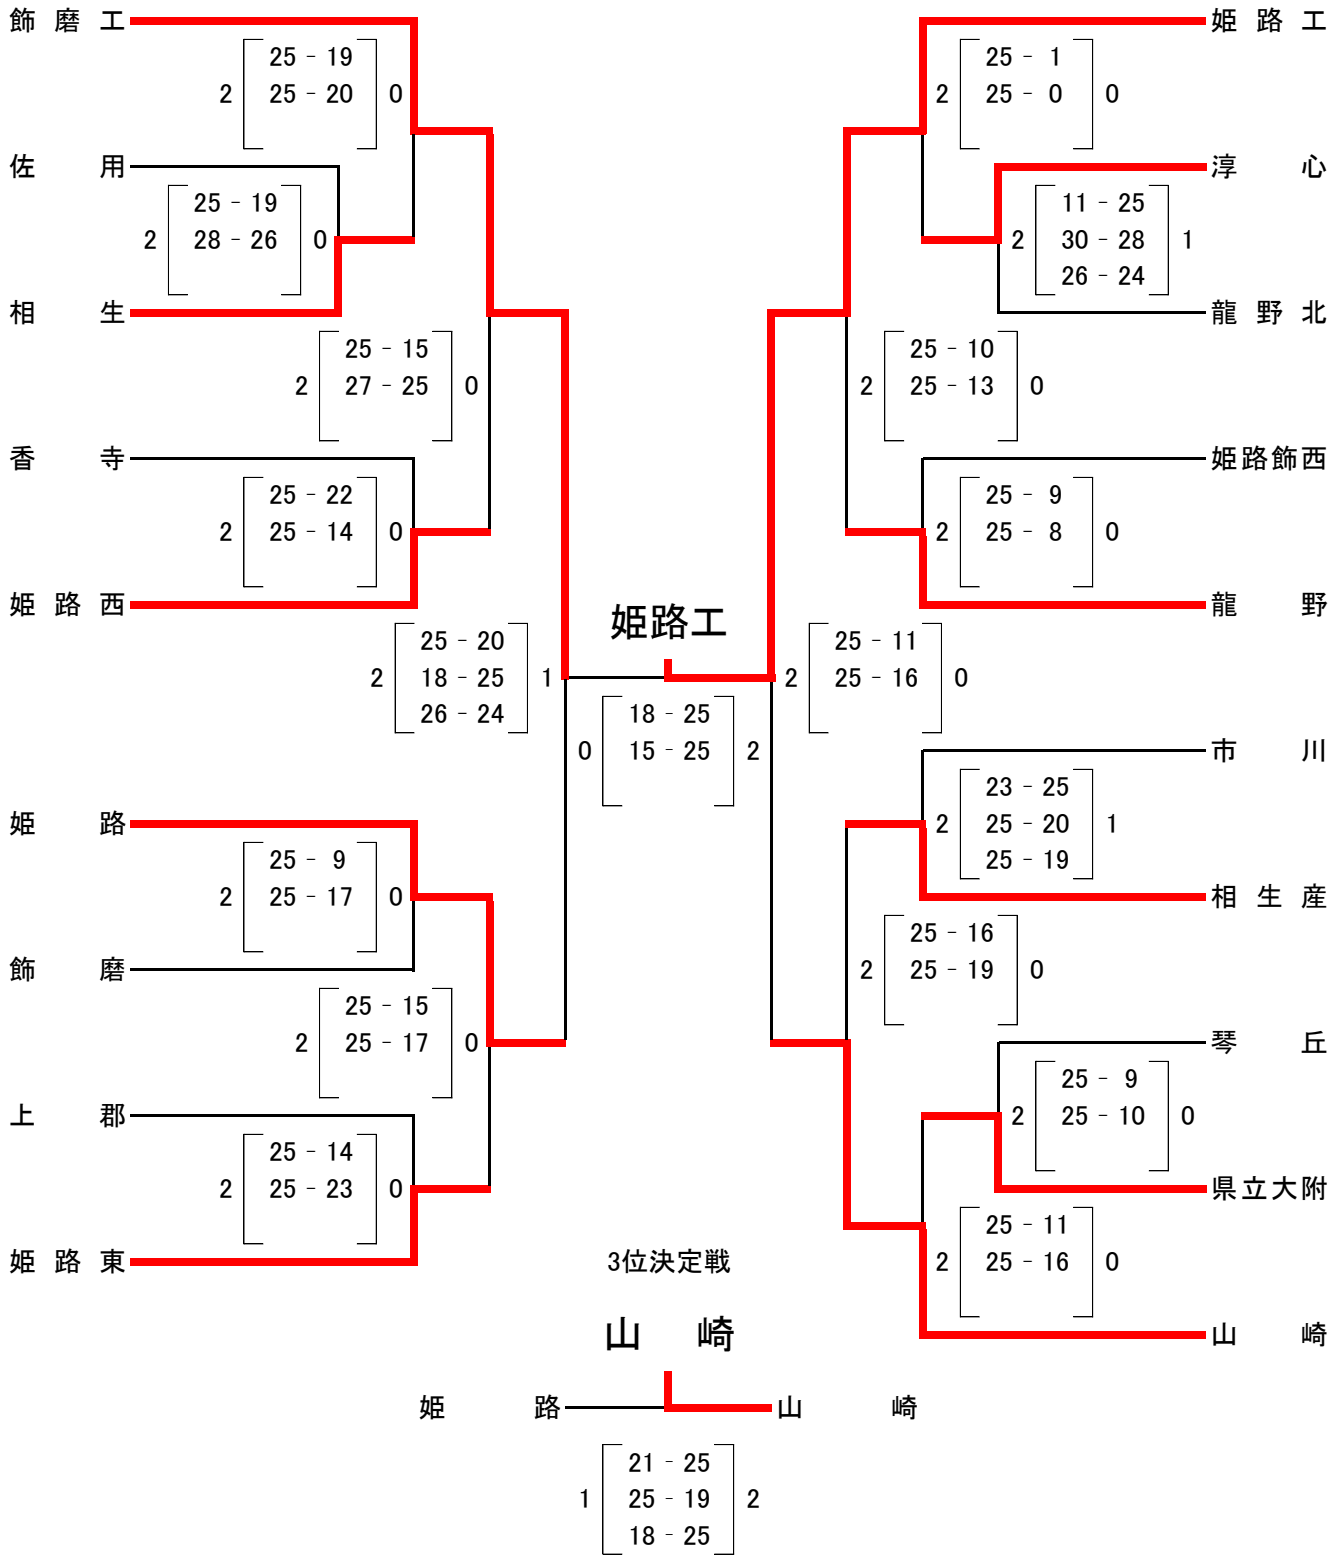 飾磨工
2 25 - 19 0
25 - 20
佐用
2 25 - 19 0
28 - 26
相生
2 25 - 15 0
27 - 25
香寺
2 25 - 22 0
25 - 14
姫路西
2 25 - 20 1
18 - 25
26 - 24
姫路
2 25 - 9 0
25 - 17
飾磨
2 25 - 15 0
25 - 17
上郡
2 25 - 14 0
25 - 23
姫路東
姫路工
0 18 - 25 2
15 - 25
姫路工
2 25 - 1 0
25 - 0
淳心
2 11 - 25 1
30 - 28
26 - 24
龍野北
2 25 - 10 0
25 - 13
姫路飾西
2 25 - 9 0
25 - 8
龍野
2 25 - 11 0
25 - 16
市川
2 23 - 25 1
25 - 20
25 - 19
相生産
2 25 - 16 0
25 - 19
琴丘
2 25 - 9 0
25 - 10
県立大附
2 25 - 11 0
25 - 16
山崎
3位決定戦
山崎
姫路 山崎
1 21 - 25 2
25 - 19
18 - 25